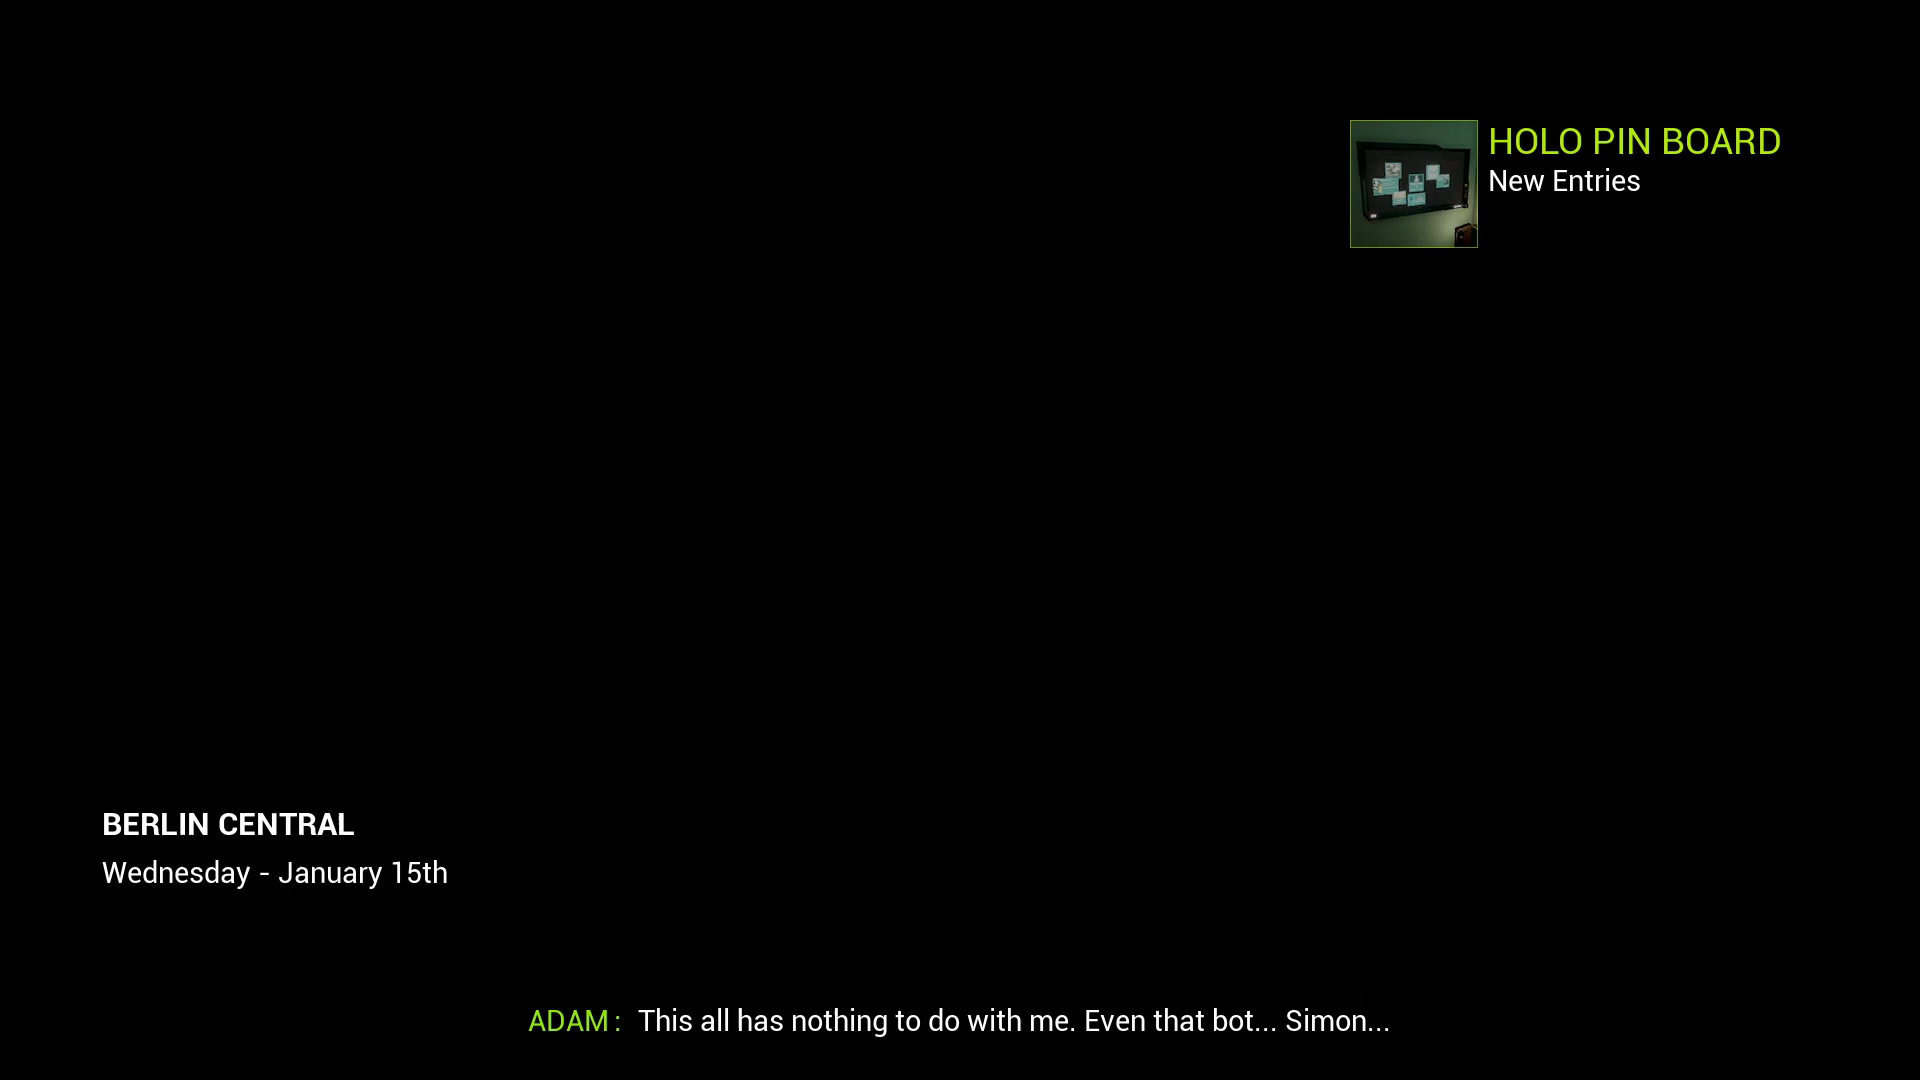 HOLO PIN BOARD
New Entries
BERLIN CENTRAL
Wednesday - January 15th
ADAM : This all has nothing to do with me. Even that bot... Simon...